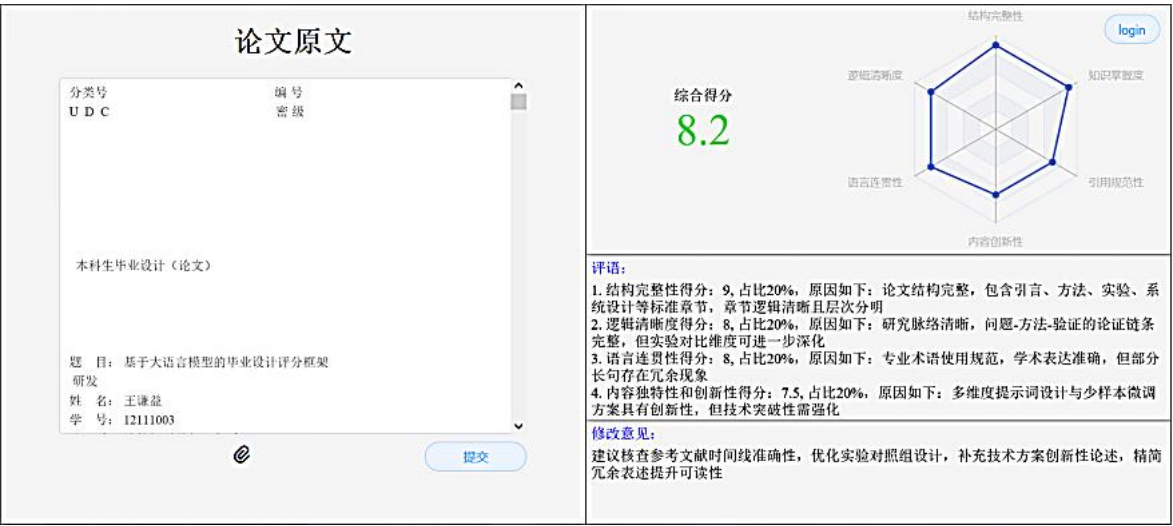 论文原文
分类号 编号
U D C 密级
本科生毕业设计（论文）
题 目： 基于大语言模型的毕业设计评分框架
研发
姓 名： 王谦益
学 号： 12111003
提交
login
综合得分
8.2
结构完整性
知识掌握度
引用规范性
内容创新性
语言连贯性
逻辑清晰度
评语：
1. 结构完整性得分：9, 占比20%，原因如下：论文结构完整，包含引言、方法、实验、系
统设计等标准章节，章节逻辑清晰且层次分明
2. 逻辑清晰度得分：8, 占比20%，原因如下：研究脉络清晰，问题-方法-验证的论证链条
完整，但实验对比维度可进一步深化
3. 语言连贯性得分：8, 占比20%，原因如下：专业术语使用规范，学术表达准确，但部分
长句存在冗余现象
4. 内容独特性和创新性得分：7.5, 占比20%，原因如下：多维度提示词设计与少样本微调
方案具有创新性，但技术突破性需强化
修改意见：
建议核查参考文献时间线准确性，优化实验对照组设计，补充技术方案创新性论述，精简
冗余表述提升可读性